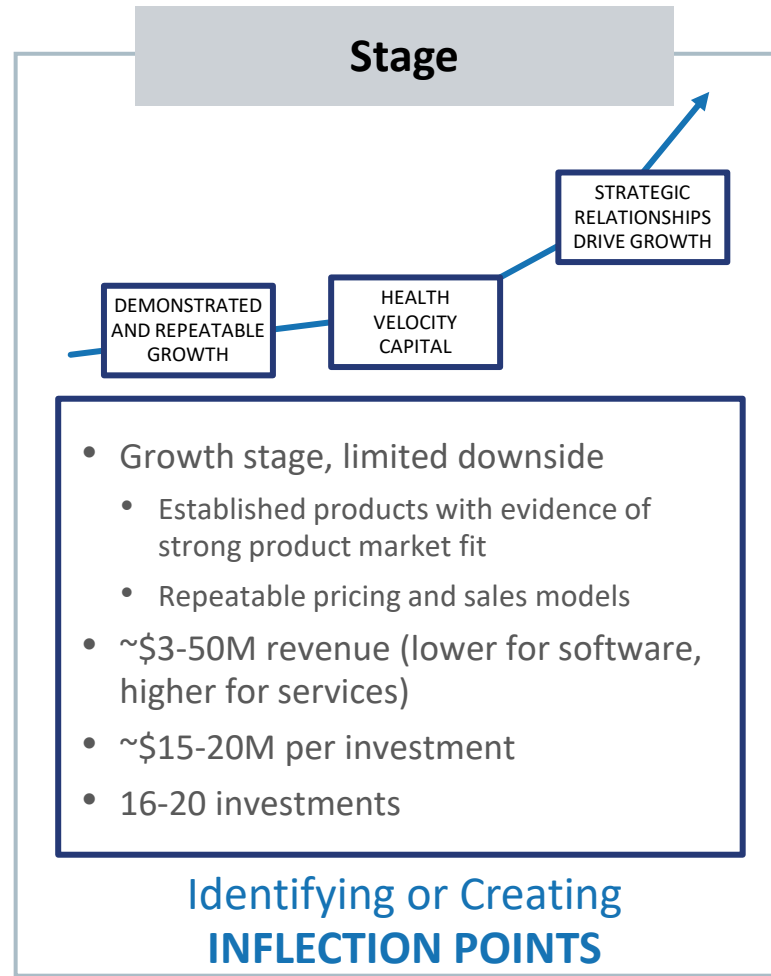 Stage
STRATEGIC
RELATIONSHIPS
DRIVE GROWTH
HEALTH
VELOCITY
CAPITAL
DEMONSTRATED
AND REPEATABLE
GROWTH
• Growth stage, limited downside
• Established products with evidence of
strong product market fit
• Repeatable pricing and sales models
• ~$3-50M revenue (lower for software,
higher for services)
• ~$15-20M per investment
• 16-20 investments
Identifying or Creating
INFLECTION POINTS